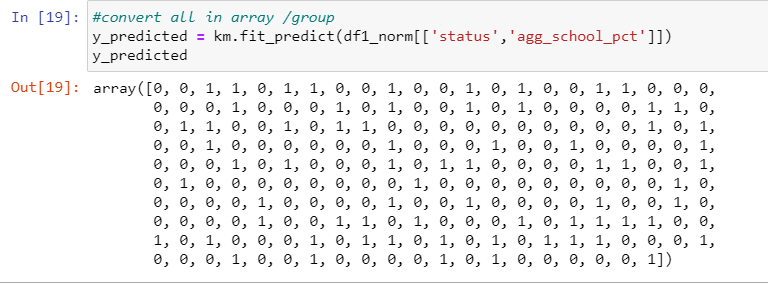 In [19]: #convert all in array /group
y_predicted = km.fit_predict(df1_norm[['status','agg_school_pct']])
y_predicted
Out[19]: array([0, 0, 1, 1, 0, 1, 1, 0, 0, 1, 0, 0, 1, 0, 1, 0, 0, 1, 1, 0, 0, 0,
0, 0, 0, 1, 0, 0, 0, 1, 0, 1, 0, 0, 1, 0, 1, 0, 0, 0, 0, 1, 1, 0,
0, 1, 1, 0, 0, 1, 0, 1, 1, 0, 0, 0, 0, 0, 0, 0, 0, 0, 0, 1, 0, 1,
0, 0, 1, 0, 0, 0, 0, 0, 0, 1, 0, 0, 0, 1, 0, 0, 1, 0, 0, 0, 0, 1,
0, 0, 0, 1, 0, 1, 0, 0, 0, 1, 0, 1, 1, 0, 0, 0, 0, 1, 1, 0, 0, 1,
0, 1, 0, 0, 0, 0, 0, 0, 0, 0, 1, 0, 0, 0, 0, 0, 0, 0, 0, 0, 1, 0,
0, 0, 0, 0, 1, 0, 0, 0, 0, 1, 0, 0, 1, 0, 0, 0, 0, 1, 0, 0, 1, 0,
0, 0, 0, 0, 1, 0, 0, 1, 1, 0, 1, 0, 0, 0, 1, 0, 1, 1, 1, 1, 0, 0,
1, 0, 1, 0, 0, 0, 1, 0, 1, 1, 0, 1, 0, 1, 0, 1, 1, 1, 0, 0, 0, 1,
0, 0, 0, 1, 0, 0, 1, 0, 0, 0, 0, 1, 0, 1, 0, 0, 0, 0, 0, 1])